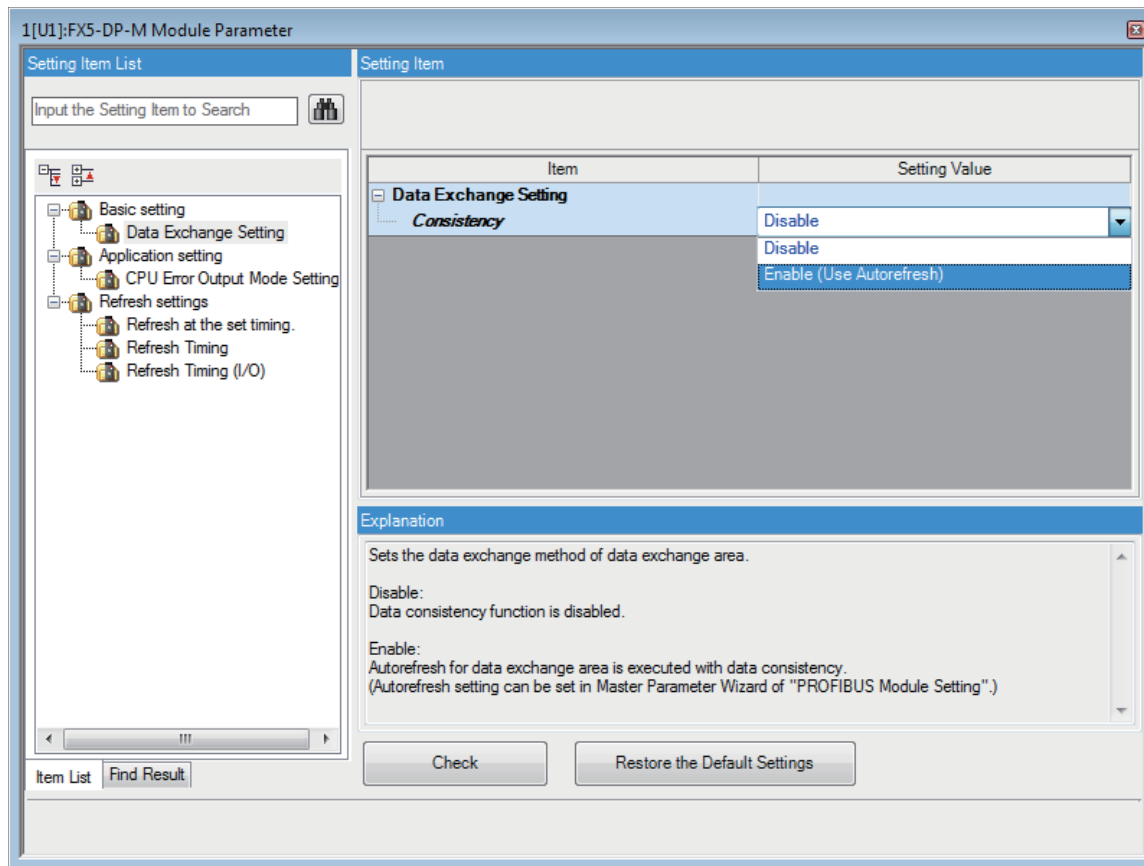 1[U1]:FX5-DP-M Module Parameter
Setting Item List
Input the Setting Item to Search
Basic setting
Data Exchange Setting
Application setting
CPU Error Output Mode Setting
Refresh settings
Refresh at the set timing.
Refresh Timing
Refresh Timing (I/O)
Item List
Find Result
Setting Item
Item
Setting Value
Data Exchange Setting
Consistency
Disable
Disable
Enable (Use Autorefresh)
Explanation
Sets the data exchange method of data exchange area.
Disable:
Data consistency function is disabled.
Enable:
Autorefresh for data exchange area is executed with data consistency.
(Autorefresh setting can be set in Master Parameter Wizard of "PROFIBUS Module Setting".)
Check
Restore the Default Settings